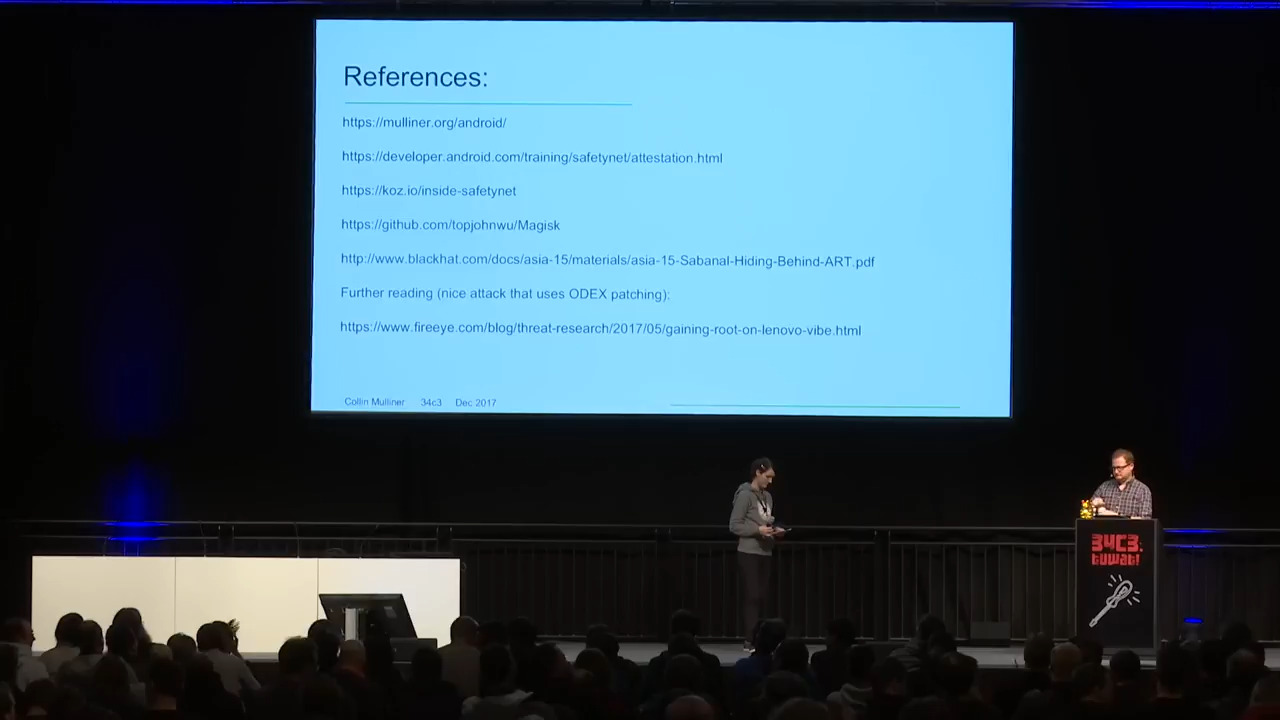 References:
https://mulliner.org/android/
https://developer.android.com/training/safetynet/attestation.html
https://koz.io/inside-safetynet
https://github.com/topjohnwu/Magisk
http://www.blackhat.com/docs/asia-15/materials/asia-15-Sabanal-Hiding-Behind-ART.pdf
Further reading (nice attack that uses ODEX patching):
https://www.fireeye.com/blog/threat-research/2017/05/gaining-root-on-lenovo-vibe.html
Collin Mulliner 34c3 Dec 2017
34C3.
tuwat!